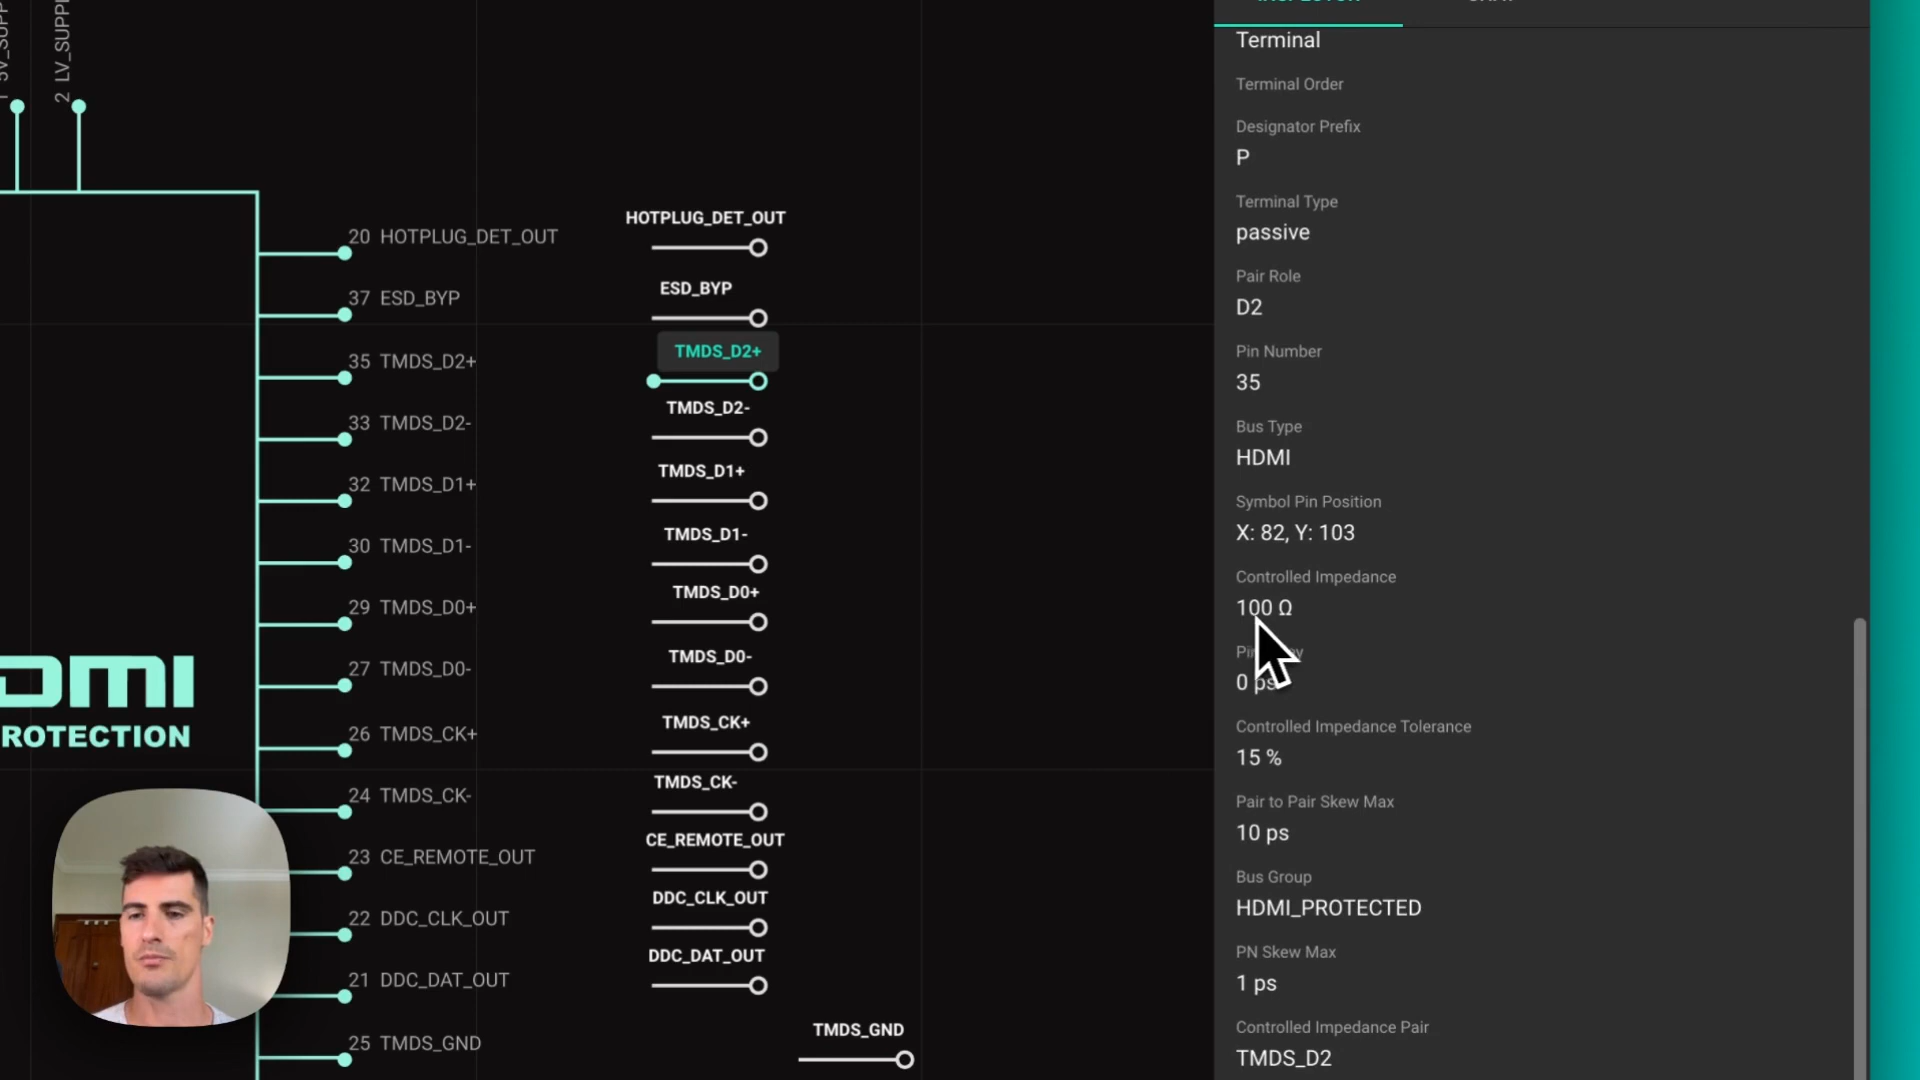 2 LV_SUPPL
20 HOTPLUG_DET_OUT
37 ESD_BYP
35 TMDS_D2+
33 TMDS_D2-
32 TMDS_D1+
30 TMDS_D1-
29 TMDS_D0+
27 TMDS_D0-
26 TMDS_CK+
24 TMDS_CK-
23 CE_REMOTE_OUT
22 DDC_CLK_OUT
21 DDC_DAT_OUT
25 TMDS_GND
DMI
ROTECTION
HOTPLUG_DET_OUT
ESD_BYP
TMDS_D2+
TMDS_D2-
TMDS_D1+
TMDS_D1-
TMDS_D0+
TMDS_D0-
TMDS_CK+
TMDS_CK-
CE_REMOTE_OUT
DDC_CLK_OUT
DDC_DAT_OUT
TMDS_GND
Terminal
Terminal Order
Designator Prefix
P
Terminal Type
passive
Pair Role
D2
Pin Number
35
Bus Type
HDMI
Symbol Pin Position
X: 82, Y: 103
Controlled Impedance
100 Ω
0 ps
Controlled Impedance Tolerance
15 %
Pair to Pair Skew Max
10 ps
Bus Group
HDMI_PROTECTED
PN Skew Max
1 ps
Controlled Impedance Pair
TMDS_D2